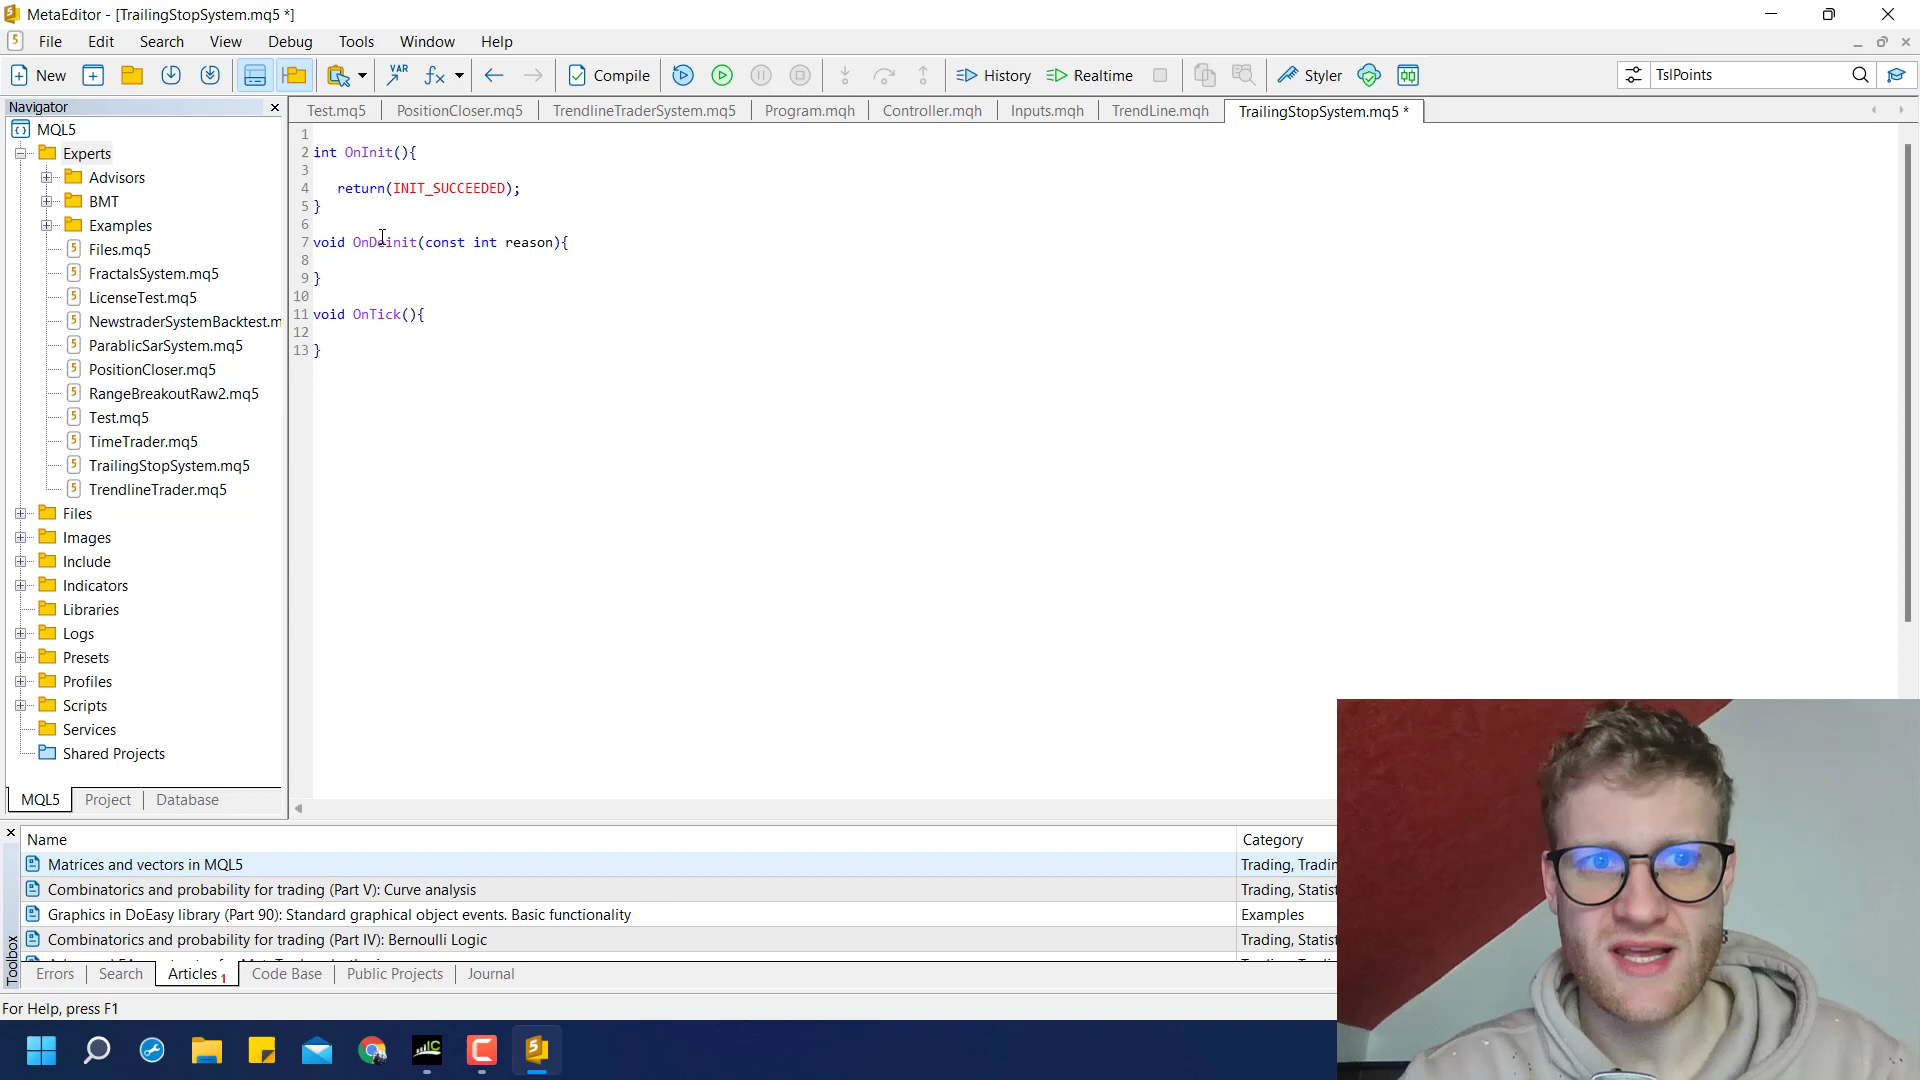 MetaEditor - [TrailingStopSystem.mq5 *]
File Edit Search View Debug Tools Window Help
New VAR Compile History Realtime Styler TslPoints
Navigator
MQL5
Experts
Advisors
BMT
Examples
Files.mq5
FractalsSystem.mq5
LicenseTest.mq5
NewstraderSystemBacktest.m
ParablicSarSystem.mq5
PositionCloser.mq5
RangeBreakoutRaw2.mq5
Test.mq5
TimeTrader.mq5
TrailingStopSystem.mq5
TrendlineTrader.mq5
Files
Images
Include
Indicators
Libraries
Logs
Presets
Profiles
Scripts
Services
Shared Projects
MQL5 Project Database
Test.mq5 PositionCloser.mq5 TrendlineTraderSystem.mq5 Program.mqh Controller.mqh Inputs.mqh TrendLine.mqh TrailingStopSystem.mq5 *
1
2 int OnInit(){
3
4 return(INIT_SUCCEEDED);
5 }
6
7 void OnDeinit(const int reason){
8
9 }
10
11 void OnTick(){
12
13 }
Name Category
Matrices and vectors in MQL5 Trading, Tradin
Combinatorics and probability for trading (Part V): Curve analysis Trading, Statist
Graphics in DoEasy library (Part 90): Standard graphical object events. Basic functionality Examples
Combinatorics and probability for trading (Part IV): Bernoulli Logic Trading, Statist
Toolbox
Errors Search Articles 1 Code Base Public Projects Journal
For Help, press F1